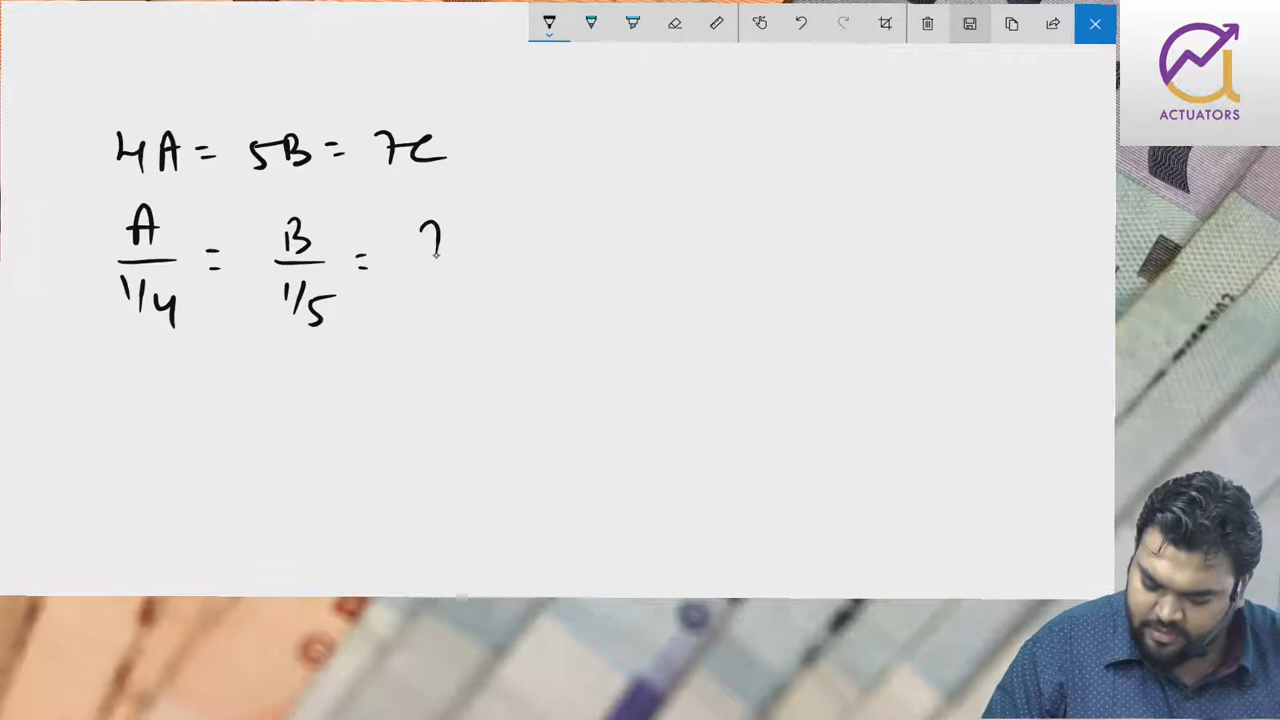 ACTUATORS
4A = 5B = 7C
A/1/4 = B/1/5 =